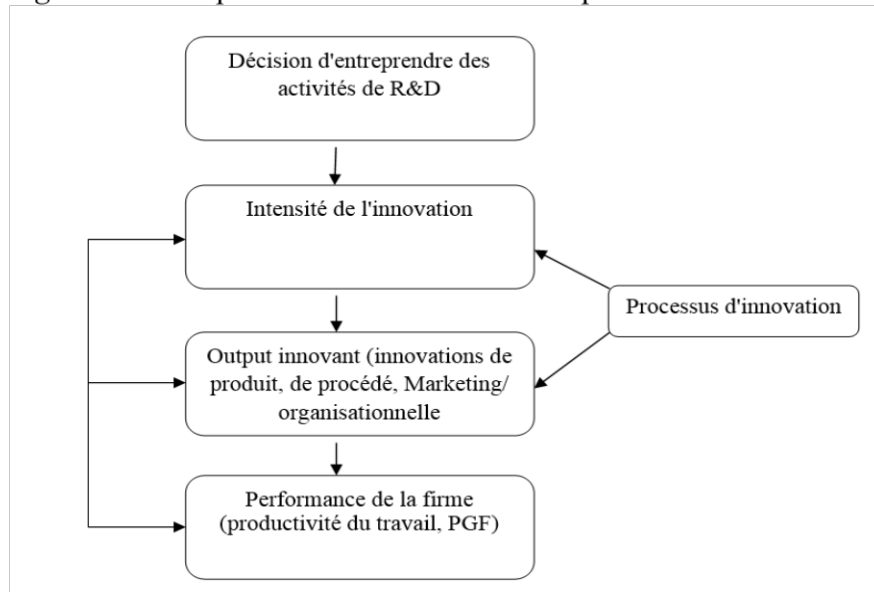 Décision d'entreprendre des
activités de R&D
Intensité de l'innovation
Processus d'innovation
Output innovant (innovations de
produit, de procédé, Marketing/
organisationnelle
Performance de la firme
(productivité du travail, PGF)